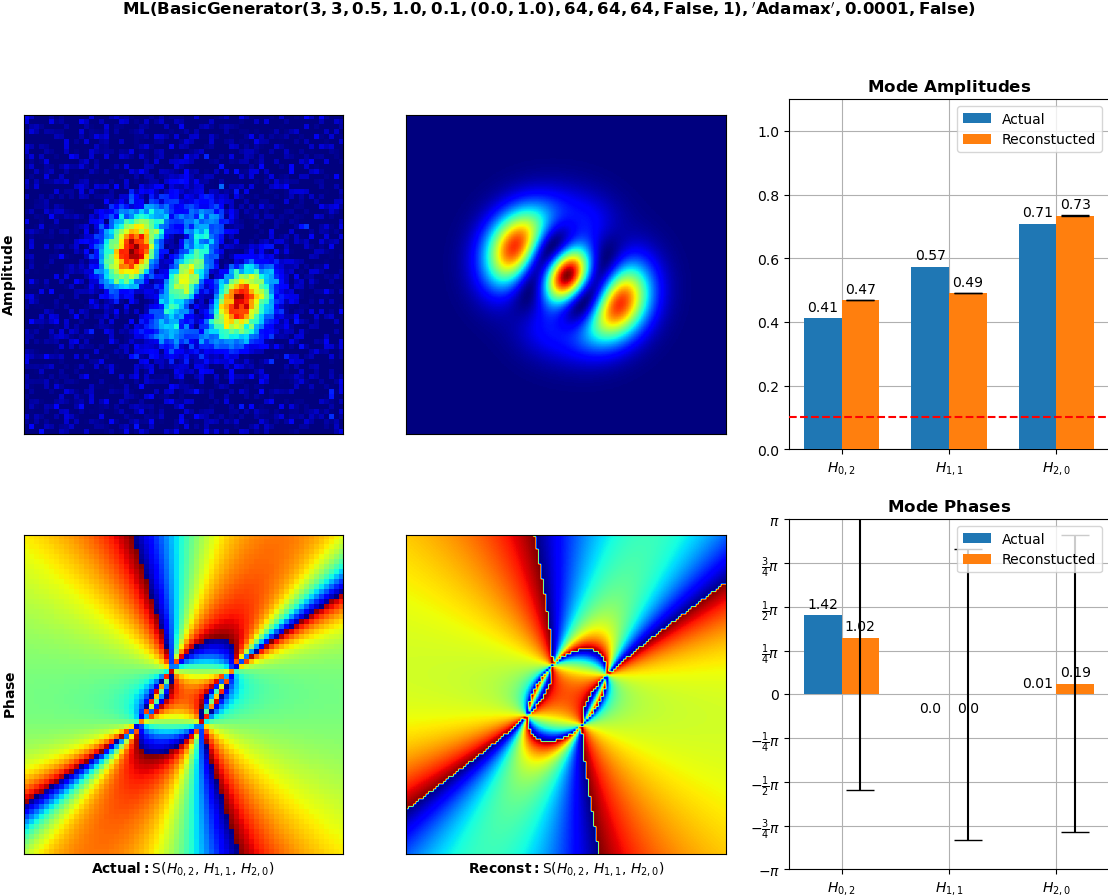 ML(BasicGenerator(3, 3, 0.5, 1.0, 0.1, (0.0, 1.0), 64, 64, 64, False, 1), ′Adamax′, 0.0001, False)
Amplitude
Mode Amplitudes
Actual
Reconstucted
1.0
0.8
0.6
0.4
0.2
0.0
0.41
0.47
0.57
0.49
0.71
0.73
H0,2
H1,1
H2,0
Phase
Actual: S(H0,2, H1,1, H2,0)
Reconst: S(H0,2, H1,1, H2,0)
Mode Phases
Actual
Reconstucted
π
3/4π
1/2π
1/4π
0
−1/4π
−1/2π
−3/4π
−π
1.42
1.02
0.0
0.0
0.01
0.19
H0,2
H1,1
H2,0